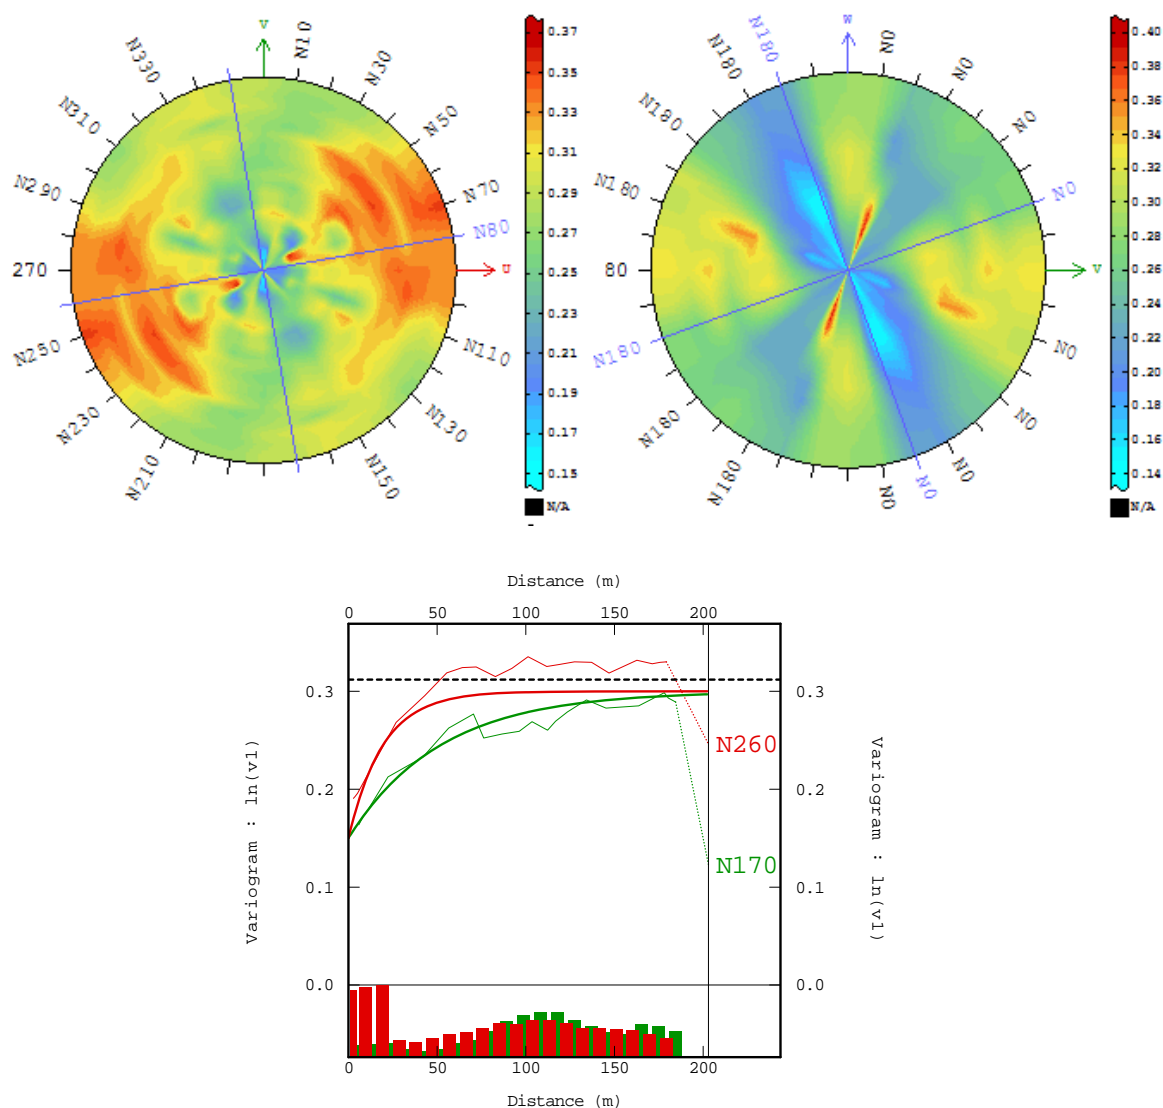 V
N10
N30
N50
N70
N80
U
N110
N130
N150
N210
N230
N250
270
N290
N310
N330
0.37
0.35
0.33
0.31
0.29
0.27
0.25
0.23
0.21
0.19
0.17
0.15
N/A
W
N0
N0
N0
N0
V
N0
N0
N0
N0
N0
N180
N180
N180
80
N180
N180
N180
N180
0.40
0.38
0.36
0.34
0.32
0.30
0.28
0.26
0.24
0.22
0.20
0.18
0.16
0.14
N/A
Distance (m)
0 50 100 150 200
0.3 0.3
0.2 0.2
0.1 0.1
0.0 0.0
N260
N170
Variogram : ln(v1)
Variogram : ln(v1)
0 50 100 150 200
Distance (m)